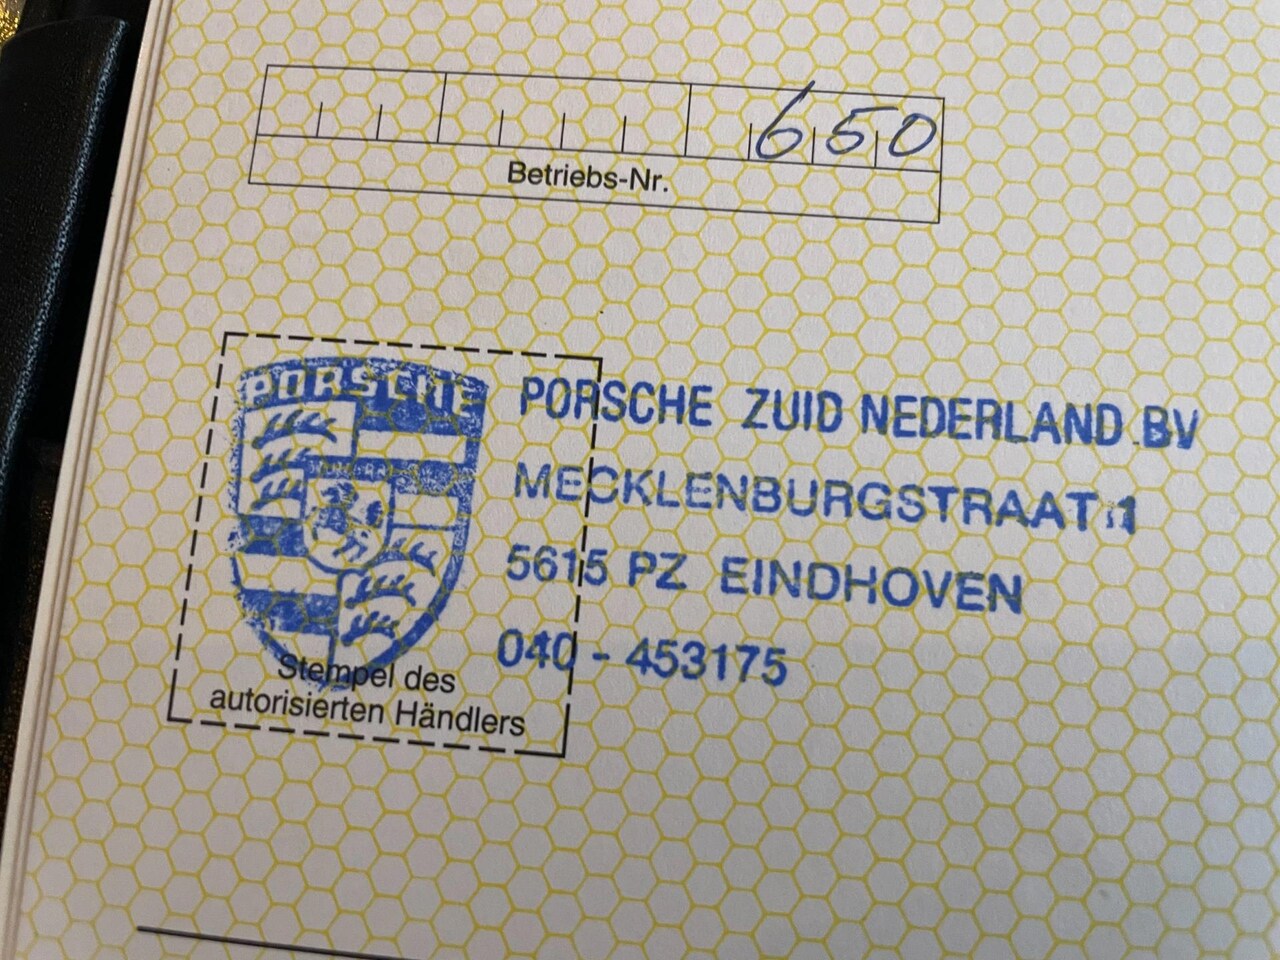 650
Betriebs-Nr.
PORSCHE
PORSCHE ZUID NEDERLAND BV
MECKLENBURGSTRAAT 1
5615 PZ EINDHOVEN
040 - 453175
Stempel des
autorisierten Händlers